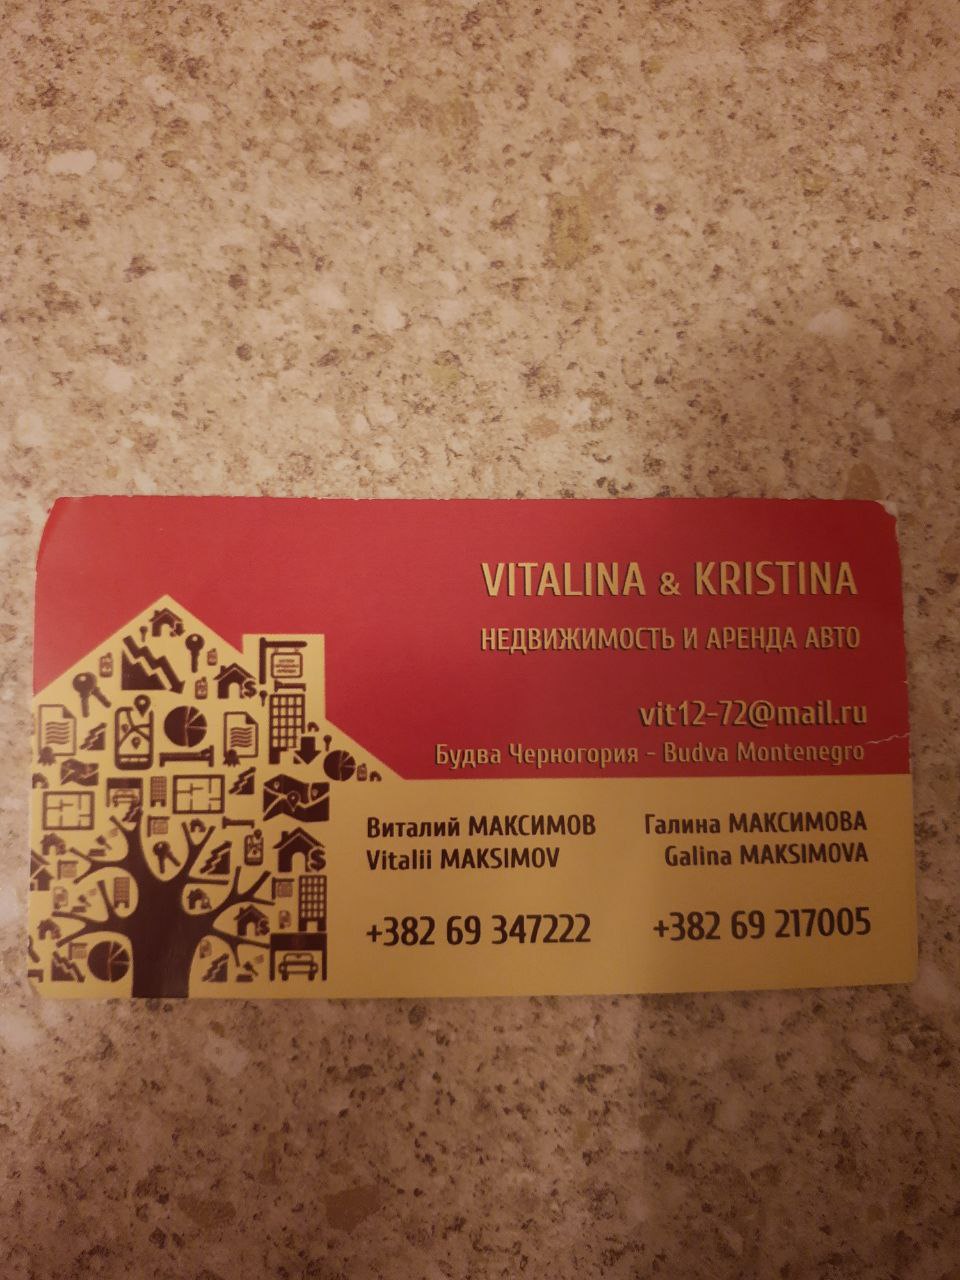 VITALINA & KRISTINA
НЕДВИЖИМОСТЬ И АРЕНДА АВТО
vit12-72@mail.ru
Будва Черногория - Budva Montenegro
Виталий МАКСИМОВ
Vitalii MAKSIMOV
+382 69 347222
Галина МАКСИМОВА
Galina MAKSIMOVA
+382 69 217005